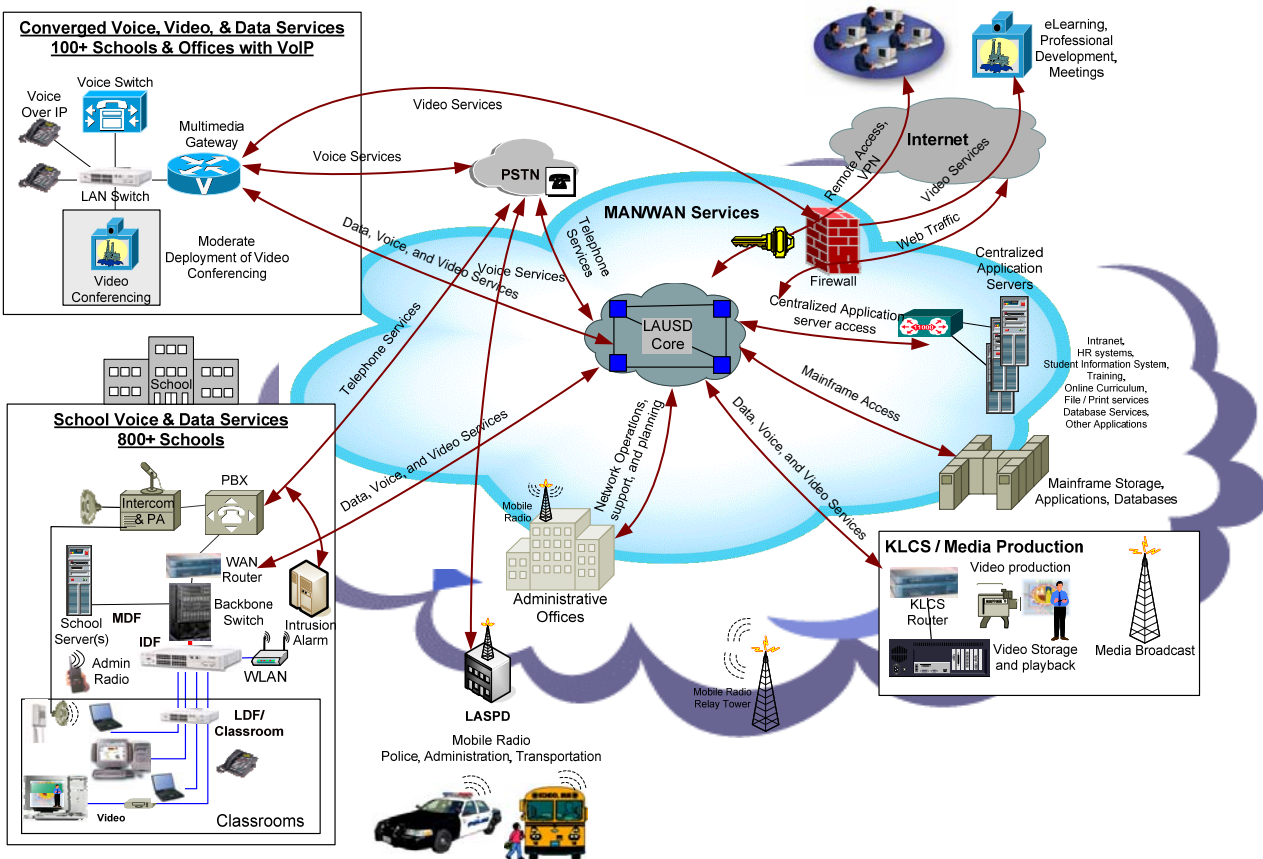 Converged Voice, Video, & Data Services
100+ Schools & Offices with VoIP
Voice Switch
Voice
Over IP
Multimedia
Gateway
V
LAN Switch
Video
Conferencing
Moderate
Deployment of Video
Conferencing
Video Services
Voice Services
Data, Voice, and Video Services
PSTN
Voice Services
Telephone
Services
Telephone Services
eLearning,
Professional
Development,
Meetings
Internet
Remote Access,
VPN
Video Services
Web Traffic
MAN/WAN Services
Firewall
Centralized
Application
Servers
Centralized Application
server access
LAUSD
Core
Intranet,
HR systems,
Student Information System,
Training,
Online Curriculum,
File / Print services
Database Services,
Other Applications
Mainframe Access
Mainframe Storage,
Applications, Databases
Data, Voice, and Video Services
Network Operations,
support, and planning
Data, Voice, and Video Services
Mobile
Radio
Administrative
Offices
School
School Voice & Data Services
800+ Schools
PBX
Intercom
& PA
WAN
Router
Backbone
Switch
School
Server(s)
MDF
IDF
Intrusion
Alarm
Admin
Radio
WLAN
LDF/
Classroom
Video
Classrooms
LASPD
Mobile Radio
Police, Administration, Transportation
SCHOOL BUS
Mobile Radio
Relay Tower
KLCS / Media Production
Video production
KLCS
Router
Video Storage
and playback
Media Broadcast